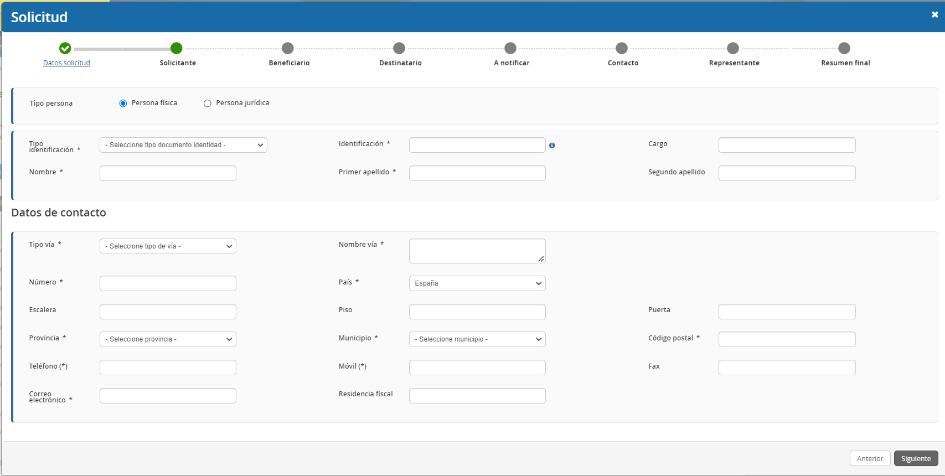 Solicitud
Datos solicitud
Solicitante
Beneficiario
Destinatario
A notificar
Contacto
Representante
Resumen final
Tipo persona
Persona física
Persona jurídica
Tipo identificación *
- Seleccione tipo documento identidad -
Identificación *
Cargo
Nombre *
Primer apellido *
Segundo apellido
Datos de contacto
Tipo vía *
- Seleccione tipo de vía -
Nombre vía *
Número *
País *
España
Escalera
Piso
Puerta
Provincia *
- Seleccione provincia -
Municipio *
- Seleccione municipio -
Código postal *
Teléfono (*)
Móvil (*)
Fax
Correo electrónico *
Residencia fiscal
Anterior
Siguiente